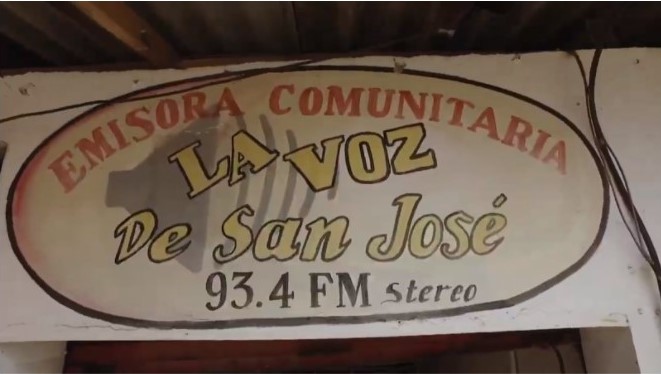 EMISORA COMUNITARIA
LA VOZ
De San José
93.4 FM stereo